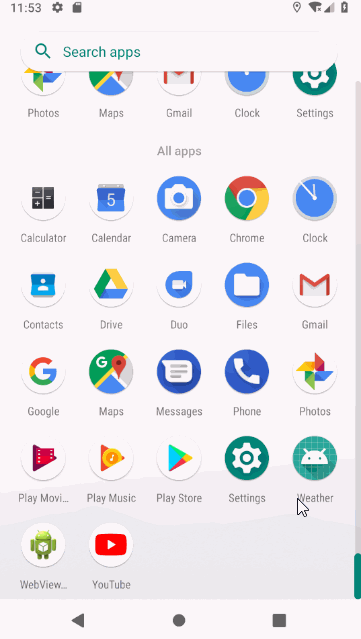 11:53
Search apps
Photos Maps Gmail Clock Settings
All apps
Calculator Calendar Camera Chrome Clock
5
Contacts Drive Duo Files Gmail
Google Maps Messages Phone Photos
Play Movi... Play Music Play Store Settings Weather
WebView... YouTube